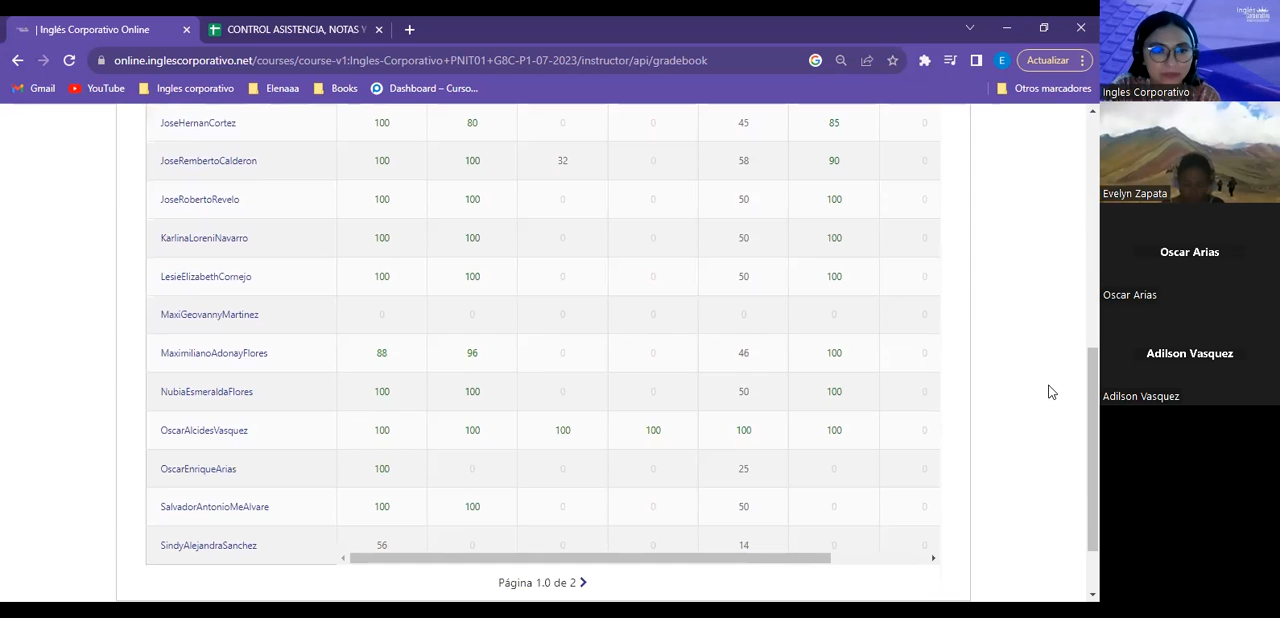 | Inglés Corporativo Online
CONTROL ASISTENCIA, NOTAS Y
online.inglescorporativo.net/courses/course-v1:Ingles-Corporativo+PNIT01+G8C-P1-07-2023/instructor/api/gradebook
E
Actualizar
Gmail YouTube Ingles corporativo Elenaaa Books Dashboard – Curso... Otros marcadores
JoseHernanCortez 100 80 0 0 45 85 0
JoseRembertoCalderon 100 100 32 0 58 90 0
JoseRobertoRevelo 100 100 0 0 50 100 0
KarlinaLoreniNavarro 100 100 0 0 50 100 0
LesieElizabethCornejo 100 100 0 0 50 100 0
MaxiGeovannyMartinez 0 0 0 0 0 0 0
MaximilianoAdonayFlores 88 96 0 0 46 100 0
NubiaEsmeraldaFlores 100 100 0 0 50 100 0
OscarAlcidesVasquez 100 100 100 100 100 100 0
OscarEnriqueArias 100 0 0 0 25 0 0
SalvadorAntonioMeAlvare 100 100 0 0 50 0 0
SindyAlejandraSanchez 56 0 0 0 14 0 0
Página 1.0 de 2
Ingles Corporativo
Evelyn Zapata
Oscar Arias
Oscar Arias
Adilson Vasquez
Adilson Vasquez